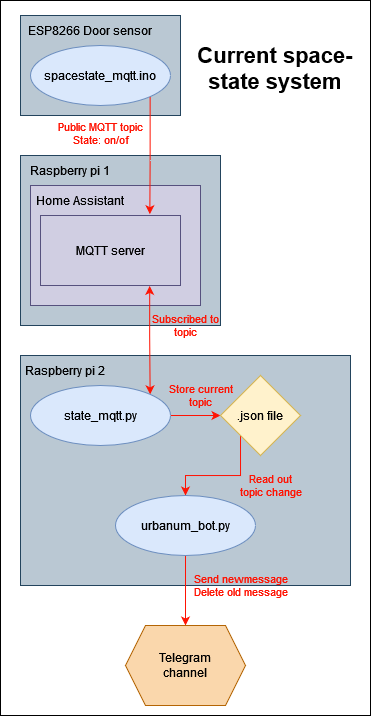 ESP8266 Door sensor
Current space-
state system
spacestate_mqtt.ino
Public MQTT topic
State: on/of
Raspberry pi 1
Home Assistant
MQTT server
Subscribed to
topic
Raspberry pi 2
Store current
topic
state_mqtt.py
.json file
Read out
topic change
urbanum_bot.py
Send newmessage
Delete old message
Telegram
channel